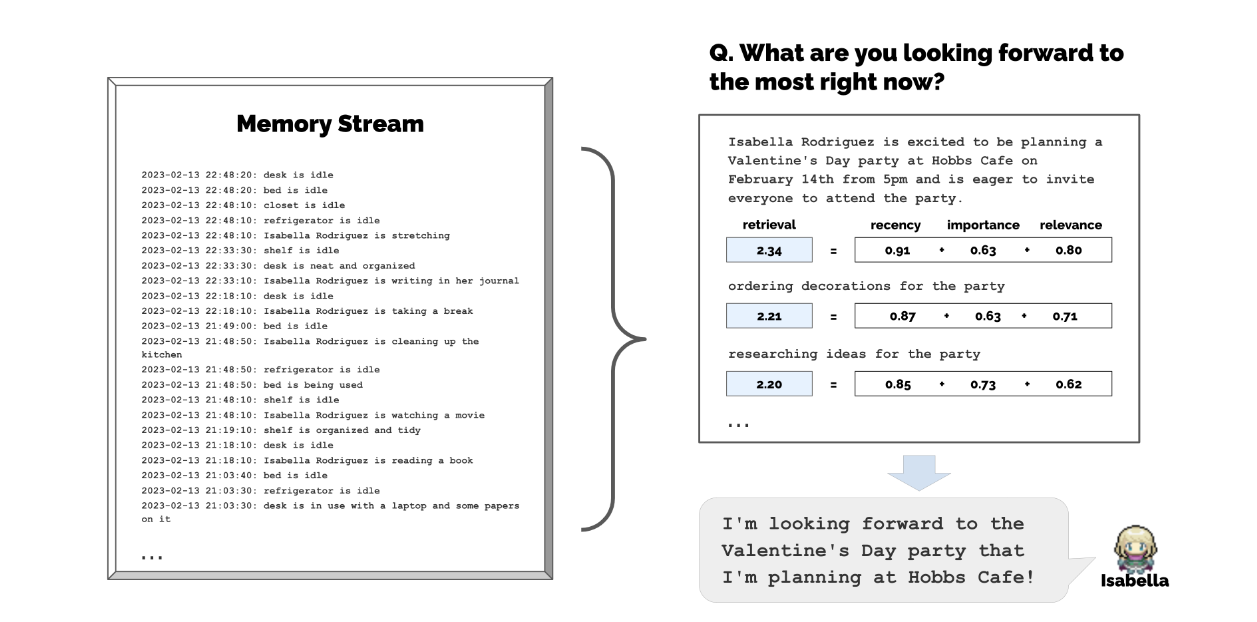 Memory Stream
2023-02-13 22:48:20: desk is idle
2023-02-13 22:48:20: bed is idle
2023-02-13 22:48:10: closet is idle
2023-02-13 22:48:10: refrigerator is idle
2023-02-13 22:48:10: Isabella Rodriguez is stretching
2023-02-13 22:33:30: shelf is idle
2023-02-13 22:33:30: desk is neat and organized
2023-02-13 22:33:10: Isabella Rodriguez is writing in her journal
2023-02-13 22:18:10: desk is idle
2023-02-13 22:18:10: Isabella Rodriguez is taking a break
2023-02-13 21:49:00: bed is idle
2023-02-13 21:48:50: Isabella Rodriguez is cleaning up the
kitchen
2023-02-13 21:48:50: refrigerator is idle
2023-02-13 21:48:50: bed is being used
2023-02-13 21:48:10: shelf is idle
2023-02-13 21:48:10: Isabella Rodriguez is watching a movie
2023-02-13 21:19:10: shelf is organized and tidy
2023-02-13 21:18:10: desk is idle
2023-02-13 21:18:10: Isabella Rodriguez is reading a book
2023-02-13 21:03:40: bed is idle
2023-02-13 21:03:30: refrigerator is idle
2023-02-13 21:03:30: desk is in use with a laptop and some papers
on it
...
Q. What are you looking forward to
the most right now?
Isabella Rodriguez is excited to be planning a
Valentine's Day party at Hobbs Cafe on
February 14th from 5pm and is eager to invite
everyone to attend the party.
retrieval recency importance relevance
2.34 = 0.91 + 0.63 + 0.80
ordering decorations for the party
2.21 = 0.87 + 0.63 + 0.71
researching ideas for the party
2.20 = 0.85 + 0.73 + 0.62
...
I'm looking forward to the
Valentine's Day party that
I'm planning at Hobbs Cafe!
Isabella